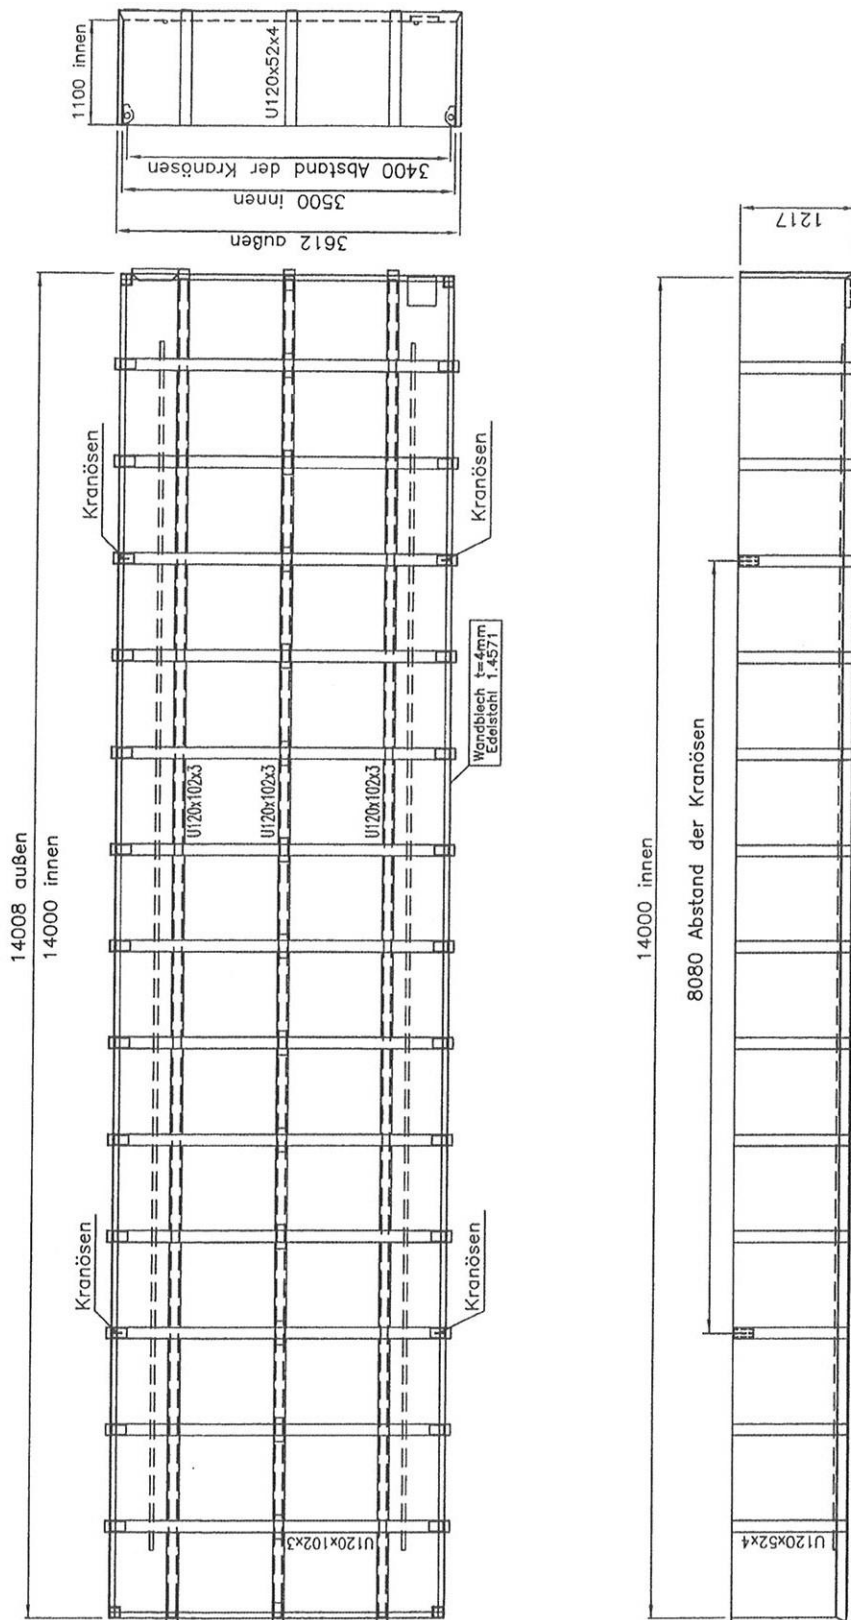 1100 innen
U120x52x4
3400 Abstand der Kranösen
3500 innen
3612 außen
1217
Kranösen
Kranösen
Wandblech t=4mm
Edelstahl 1.4571
U120x102x3
U120x102x3
U120x102x3
14008 außen
14000 innen
14000 innen
8080 Abstand der Kranösen
Kranösen
Kranösen
U120x102x3
U120x52x4